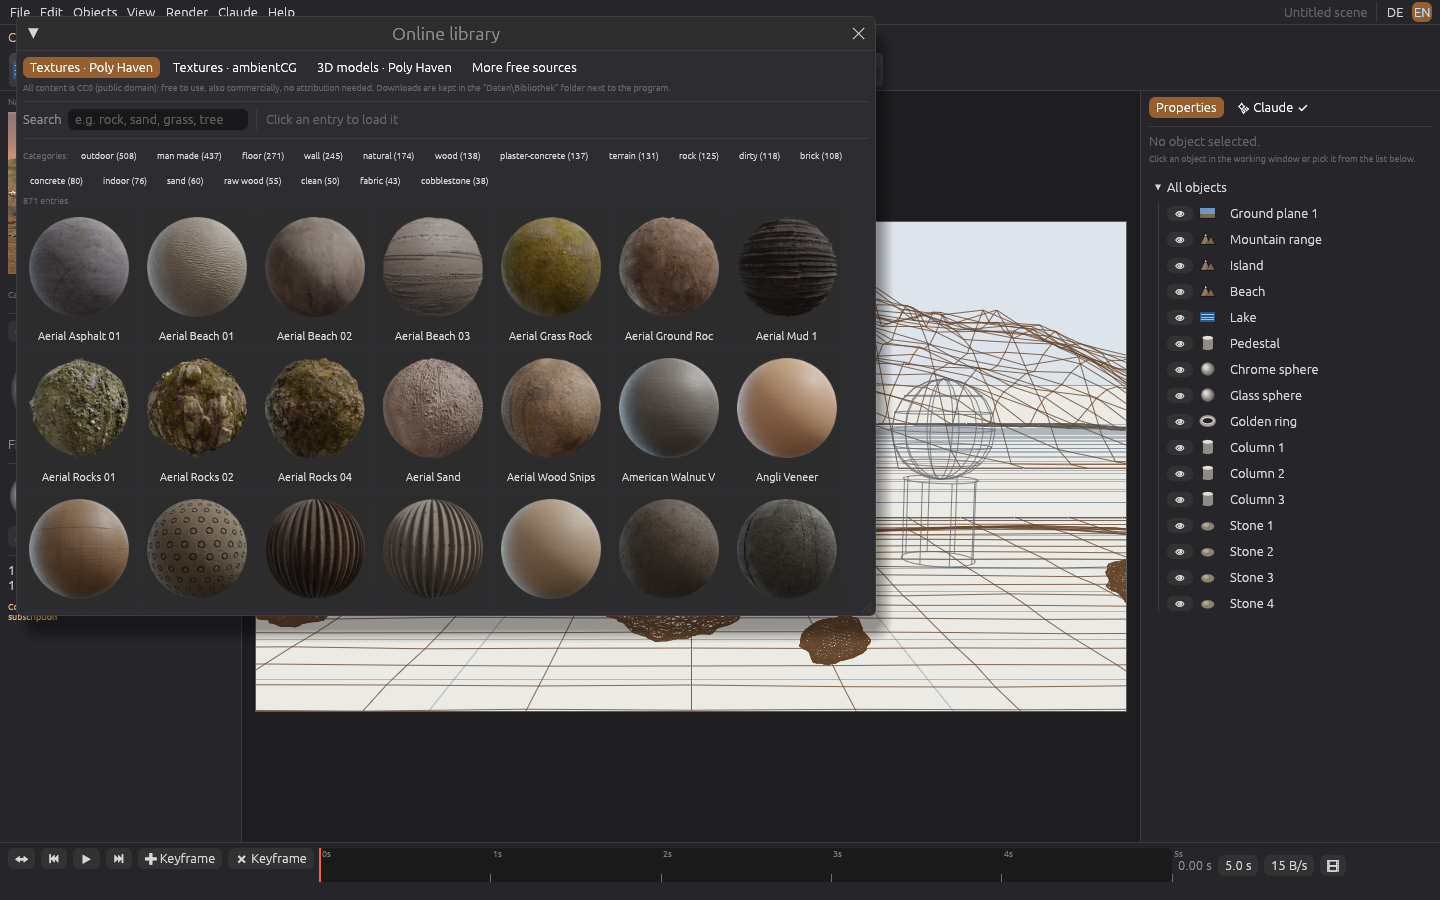 File Edit Objects View Render Claude Help
Untitled scene DE EN
Online library
Textures · Poly Haven Textures · ambientCG 3D models · Poly Haven More free sources
All content is CC0 (public domain): free to use, also commercially, no attribution needed. Downloads are kept in the "Daten\Bibliothek" folder next to the program.
Search e.g. rock, sand, grass, tree Click an entry to load it
Categories: outdoor (508) man made (437) floor (271) wall (245) natural (174) wood (138) plaster-concrete (137) terrain (131) rock (125) dirty (118) brick (108)
concrete (80) indoor (76) sand (60) raw wood (55) clean (50) fabric (43) cobblestone (38)
871 entries
Aerial Asphalt 01 Aerial Beach 01 Aerial Beach 02 Aerial Beach 03 Aerial Grass Rock Aerial Ground Roc Aerial Mud 1
Aerial Rocks 01 Aerial Rocks 02 Aerial Rocks 04 Aerial Sand Aerial Wood Snips American Walnut V Angli Veneer
subscription
Properties Claude
No object selected.
Click an object in the working window or pick it from the list below.
All objects
Ground plane 1
Mountain range
Island
Beach
Lake
Pedestal
Chrome sphere
Glass sphere
Golden ring
Column 1
Column 2
Column 3
Stone 1
Stone 2
Stone 3
Stone 4
Keyframe Keyframe 0s 1s 2s 3s 4s 5s
0.00 s 5.0 s 15 B/s